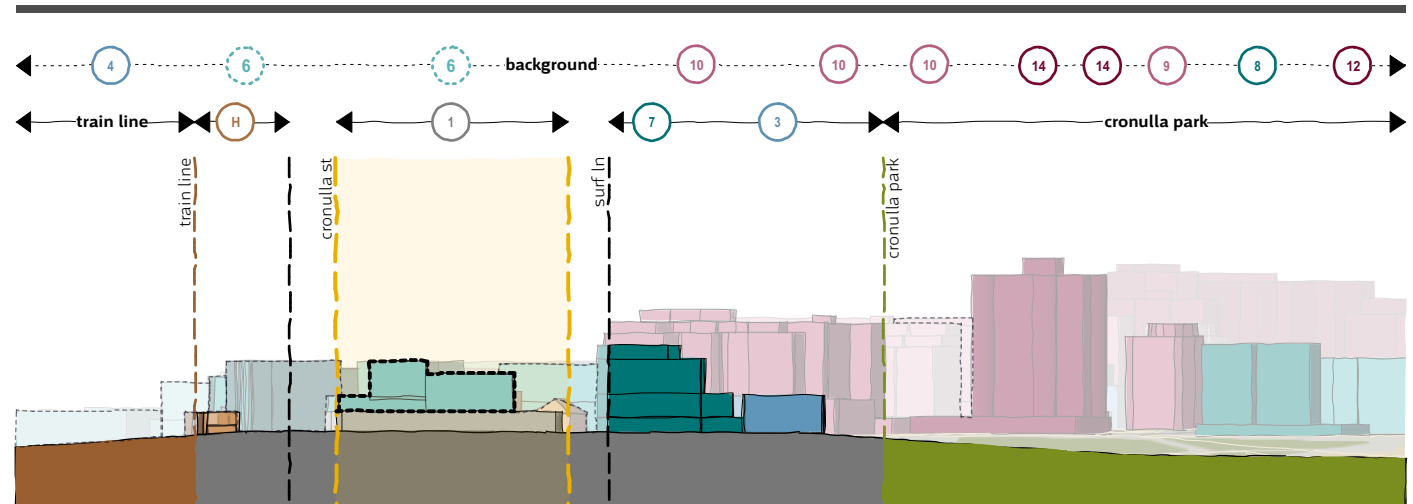 4 6 6 background 10 10 10 14 14 9 8 12
train line H 1 7 3 cronulla park
train line
cronulla st
surf ln
cronulla park